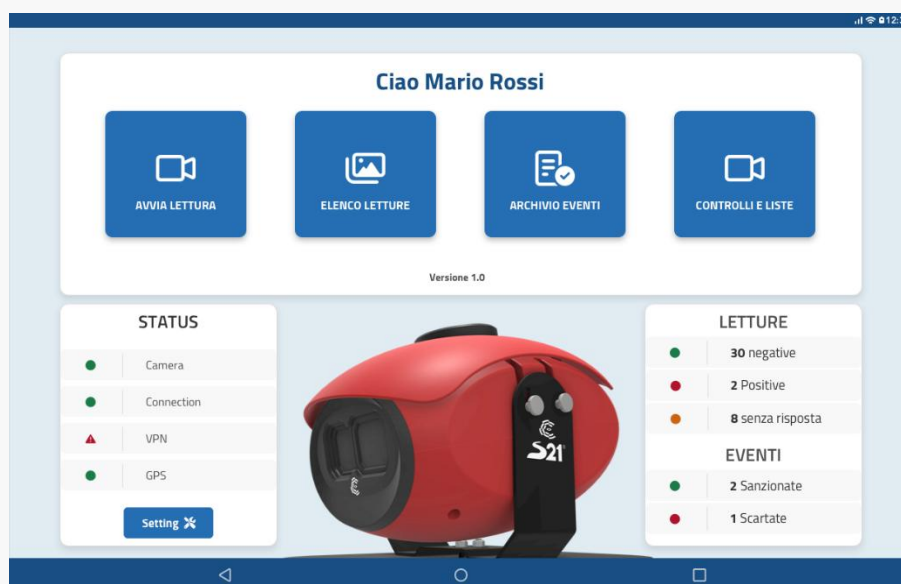 Ciao Mario Rossi
AVVIA LETTURA
ELENCO LETTURE
ARCHIVIO EVENTI
CONTROLLI E LISTE
Versione 1.0
STATUS
Camera
Connection
VPN
GPS
Setting
S21
LETTURE
30 negative
2 Positive
8 senza risposta
EVENTI
2 Sanzionate
1 Scartate